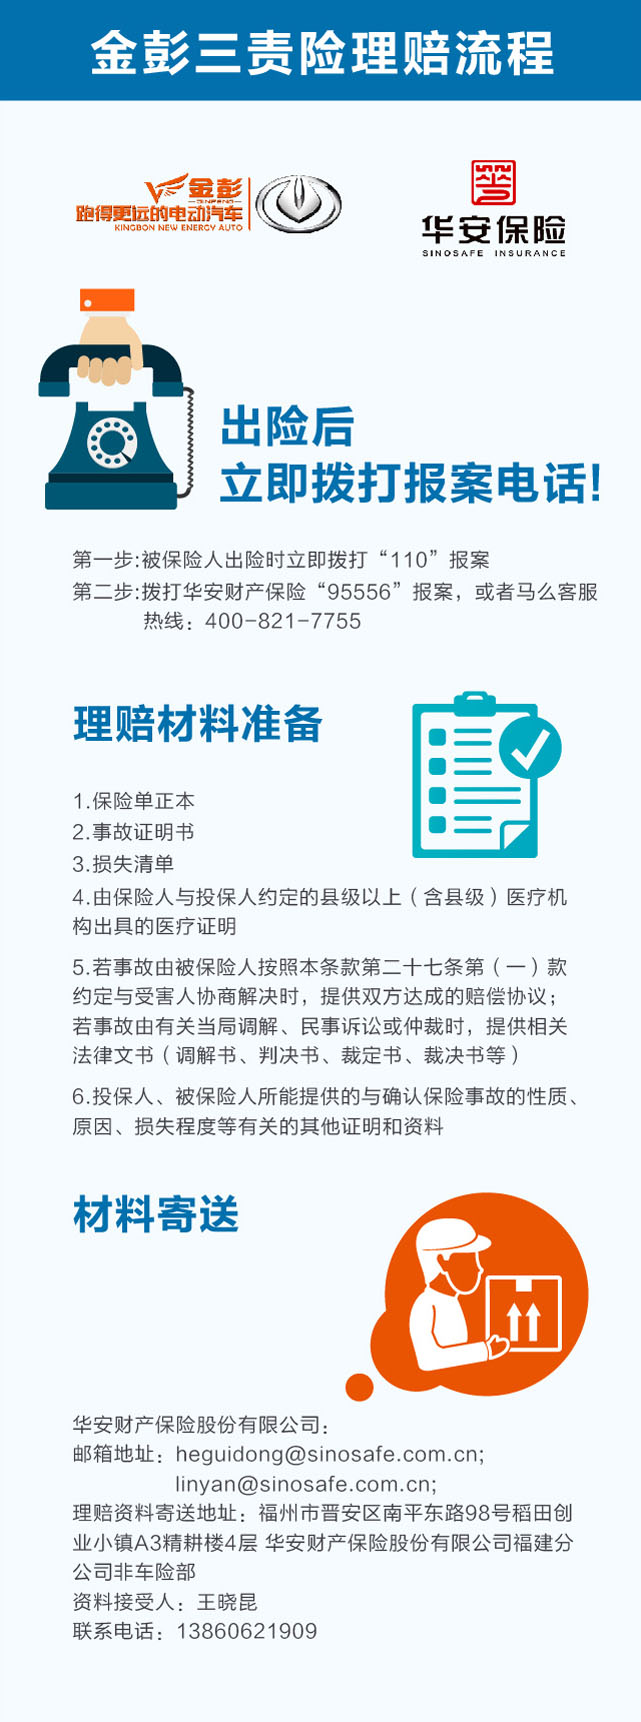 金彭三责险理赔流程
金彭
JINPENG
跑得更远的电动汽车
KINGBON NEW ENERGY AUTO
华安保险
SINOSAFE INSURANCE
出险后
立即拨打报案电话!
第一步:被保险人出险时立即拨打“110”报案
第二步:拨打华安财产保险“95556”报案，或者马么客服
热线：400-821-7755
理赔材料准备
1.保险单正本
2.事故证明书
3.损失清单
4.由保险人与投保人约定的县级以上（含县级）医疗机
构出具的医疗证明
5.若事故由被保险人按照本条款第二十七条第（一）款
约定与受害人协商解决时，提供双方达成的赔偿协议；
若事故由有关当局调解、民事诉讼或仲裁时，提供相关
法律文书（调解书、判决书、裁定书、裁决书等）
6.投保人、被保险人所能提供的与确认保险事故的性质、
原因、损失程度等有关的其他证明和资料
材料寄送
华安财产保险股份有限公司：
邮箱地址：heguidong@sinosafe.com.cn;
linyan@sinosafe.com.cn;
理赔资料寄送地址：福州市晋安区南平东路98号稻田创
业小镇A3精耕楼4层 华安财产保险股份有限公司福建分
公司非车险部
资料接受人：王晓昆
联系电话：13860621909